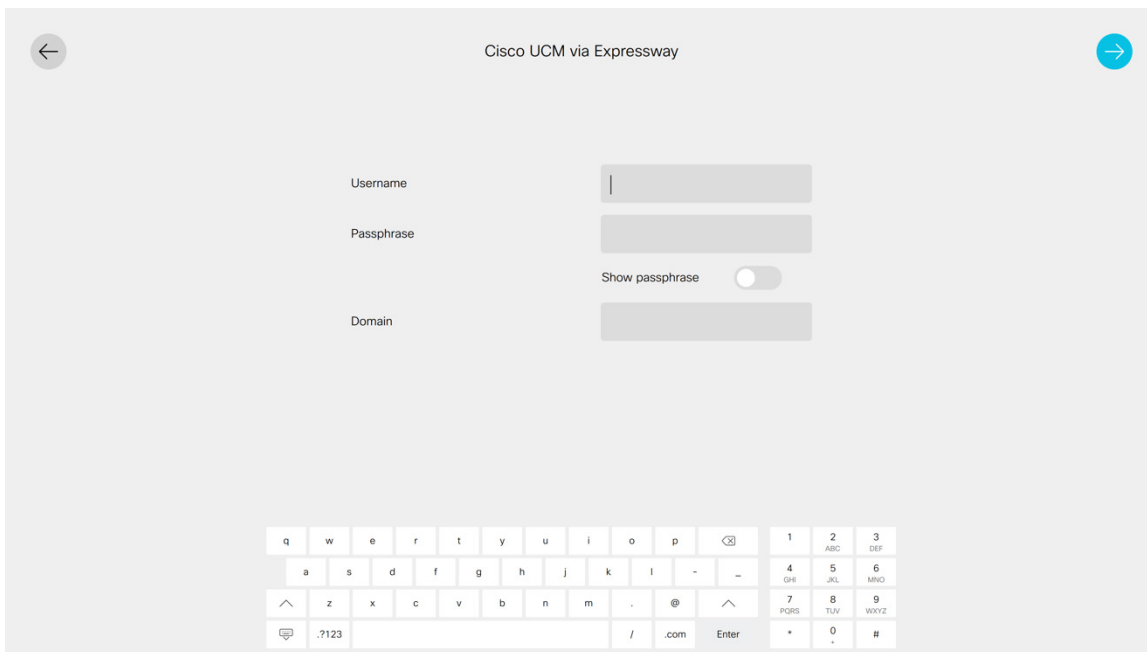 Cisco UCM via Expressway
Username
Passphrase
Show passphrase
Domain
q w e r t y u i o p 1 2 3
ABC DEF
a s d f g h j k l - _ 4 5 6
GHI JKL MNO
z x c v b n m . @ 7 8 9
PQRS TUV WXYZ
.?123 / .com Enter * 0 #
+